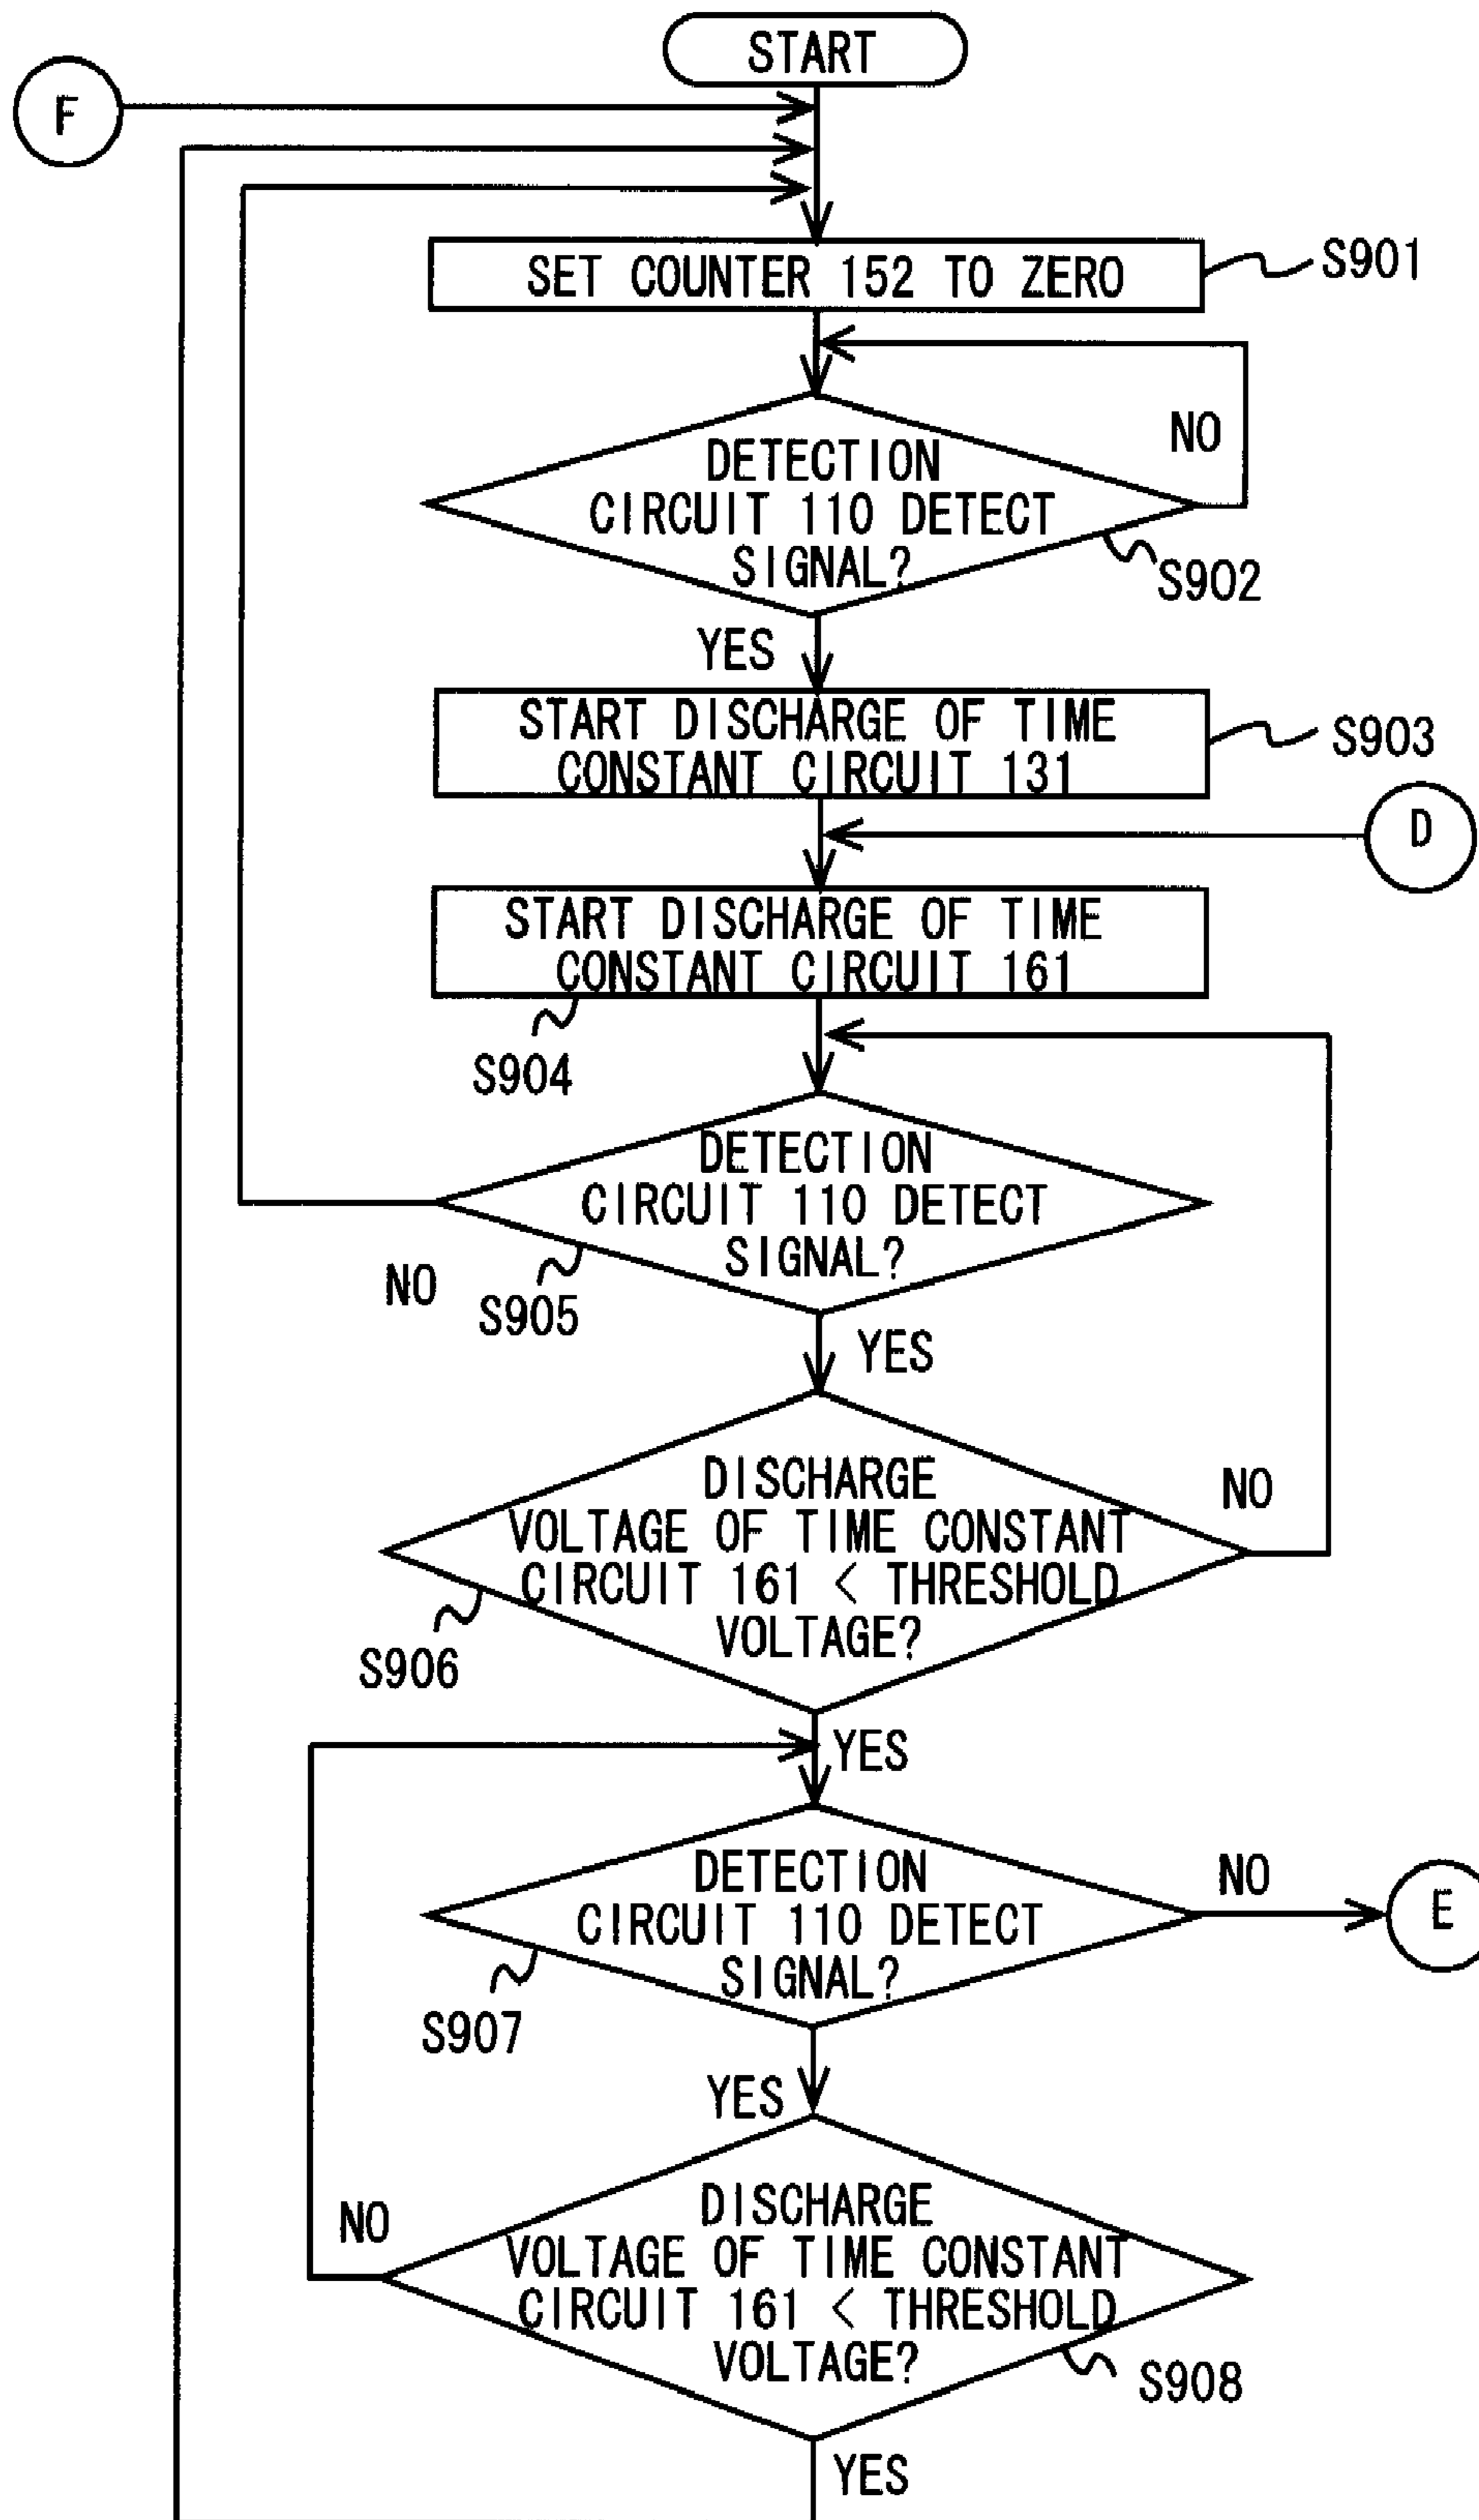 START
F
SET COUNTER 152 TO ZERO
S901
NO
DETECTION
CIRCUIT 110 DETECT
SIGNAL?
S902
YES
START DISCHARGE OF TIME
CONSTANT CIRCUIT 131
S903
D
START DISCHARGE OF TIME
CONSTANT CIRCUIT 161
S904
DETECTION
CIRCUIT 110 DETECT
SIGNAL?
NO
S905
YES
DISCHARGE
VOLTAGE OF TIME CONSTANT
CIRCUIT 161 < THRESHOLD
VOLTAGE?
NO
S906
YES
DETECTION
CIRCUIT 110 DETECT
SIGNAL?
NO
E
S907
YES
NO
DISCHARGE
VOLTAGE OF TIME CONSTANT
CIRCUIT 161 < THRESHOLD
VOLTAGE?
S908
YES